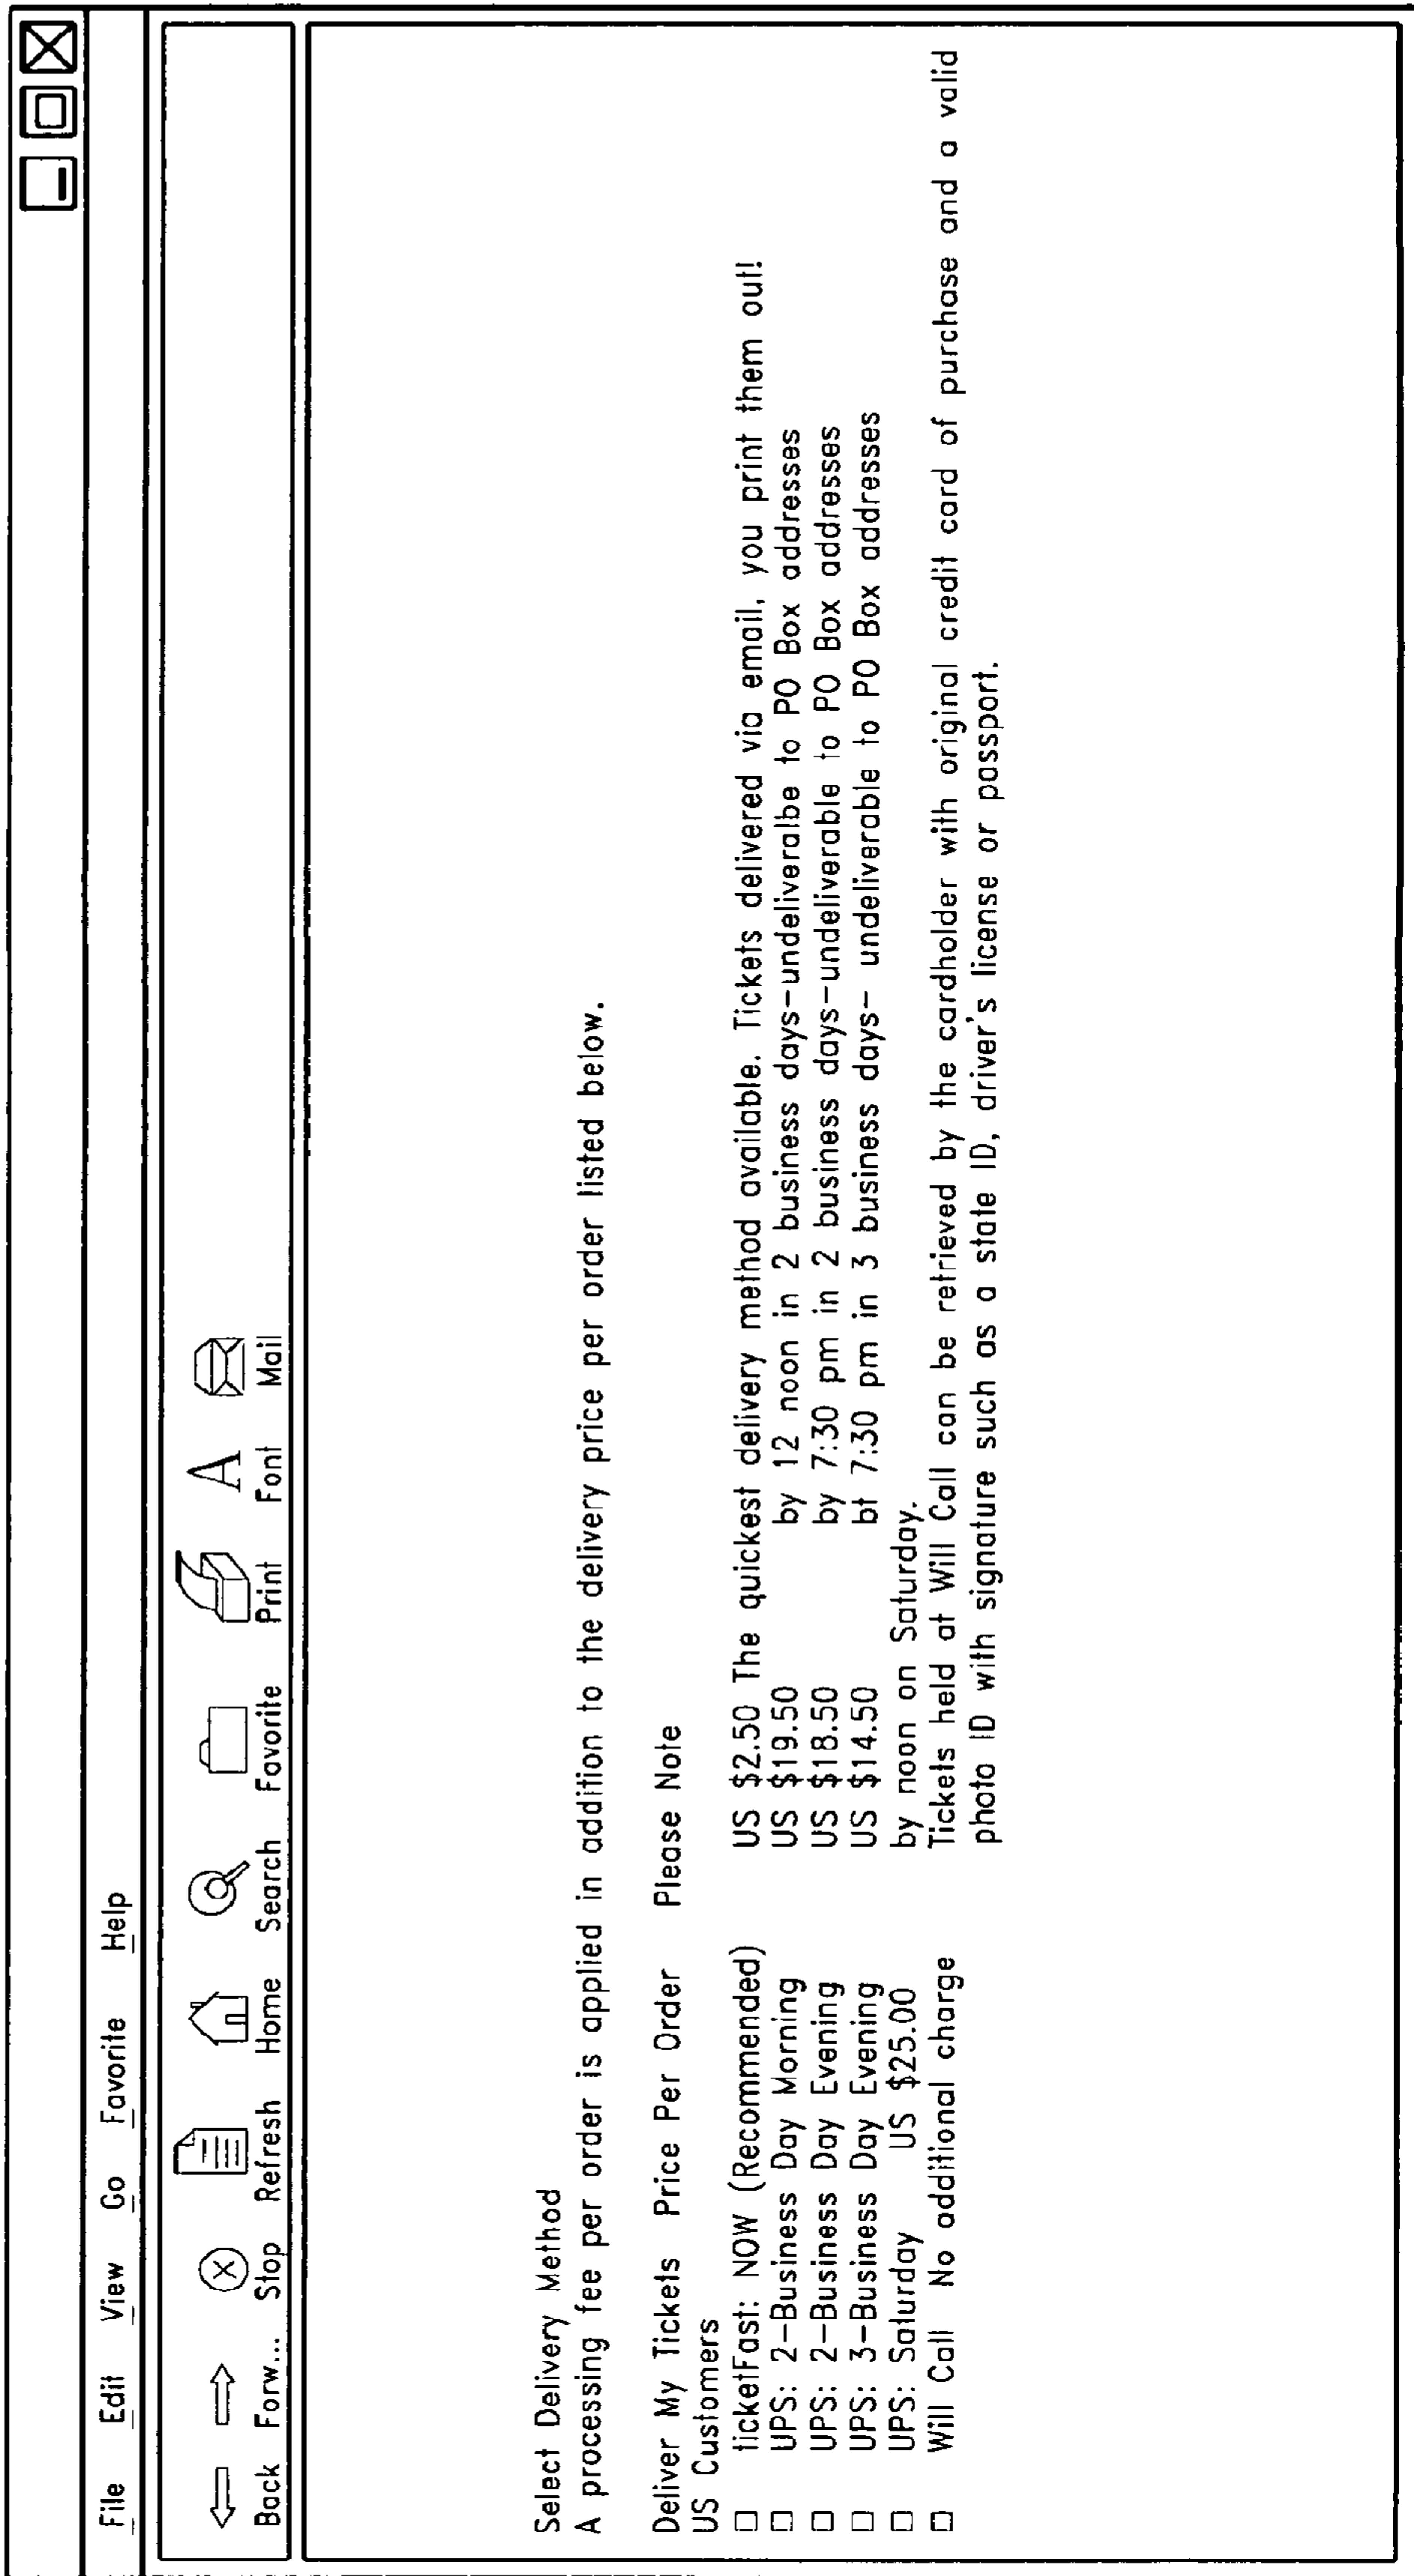 File Edit View Go Favorite Help
Back Forw... Stop Refresh Home Search Favorite Print Font Mail
Select Delivery Method
A processing fee per order is applied in addition to the delivery price per order listed below.
Deliver My Tickets Price Per Order Please Note
US Customers
ticketFast: NOW (Recommended) US $2.50 The quickest delivery method available. Tickets delivered via email, you print them out!
UPS: 2-Business Day Morning US $19.50 by 12 noon in 2 business days-undeliveralbe to PO Box addresses
UPS: 2-Business Day Evening US $18.50 by 7:30 pm in 2 business days-undeliverable to PO Box addresses
UPS: 3-Business Day Evening US $14.50 bt 7:30 pm in 3 business days- undeliverable to PO Box addresses
UPS: Saturday US $25.00 by noon on Saturday.
Will Call No additional charge Tickets held at Will Call can be retrieved by the cardholder with original credit card of purchase and a valid
photo ID with signature such as a state ID, driver's license or passport.